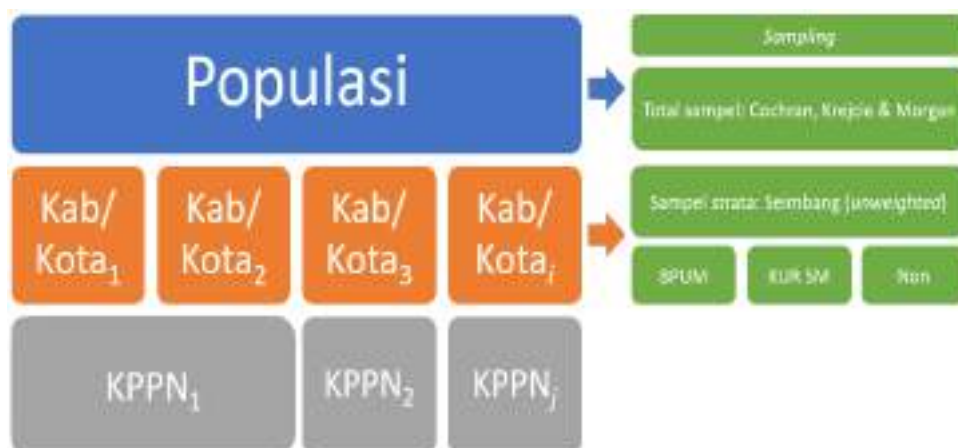 Populasi
Sampling
Total sampel: Cochran, Krejcie & Morgan
Kab/
Kota1
Kab/
Kota2
Kab/
Kota3
Kab/
Kotai
Sampel strata: Seimbang (unweighted)
BPUM
KUR SM
Non
KPPN1
KPPN2
KPPNj